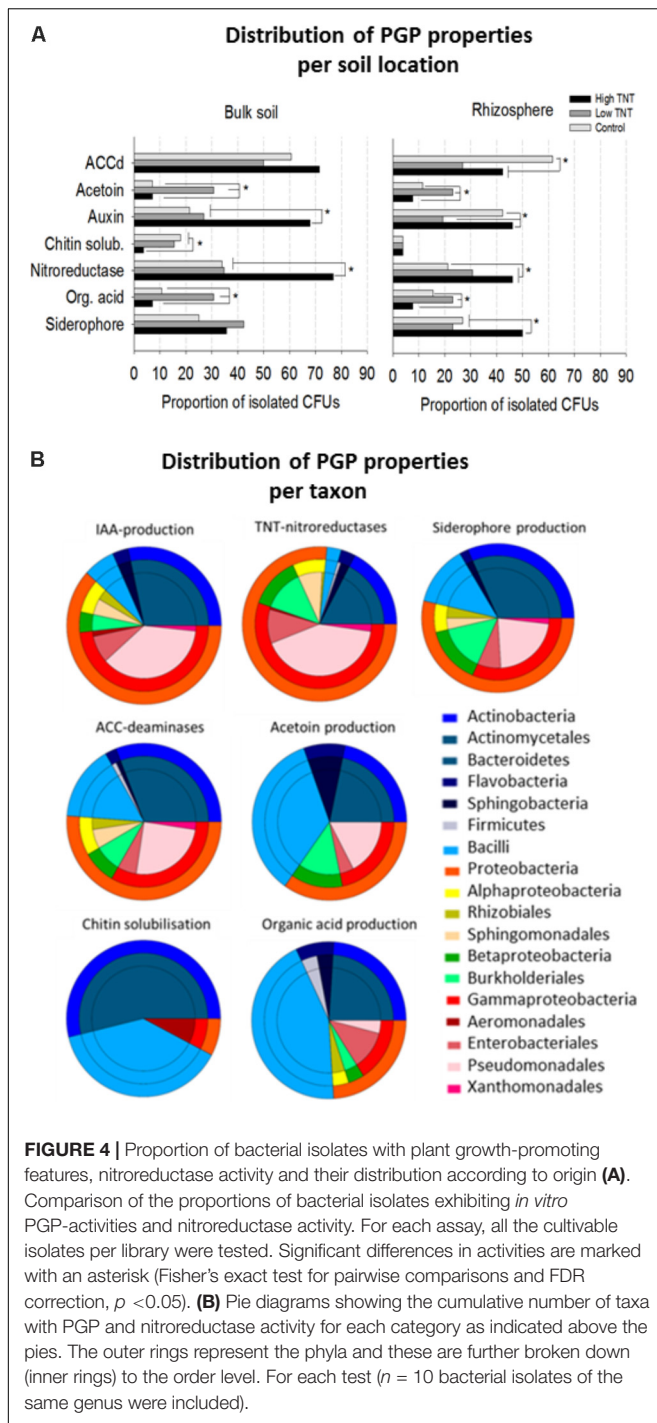 A
Distribution of PGP properties
per soil location
High TNT
Low TNT
Control
Bulk soil
Rhizosphere
ACCd
Acetoin
Auxin
Chitin solub.
Nitroreductase
Org. acid
Siderophore
*
*
*
*
*
*
*
*
*
*
*
0 10 20 30 40 50 60 70 80 90
0 10 20 30 40 50 60 70 80 90
Proportion of isolated CFUs
Proportion of isolated CFUs
B
Distribution of PGP properties
per taxon
IAA-production
TNT-nitroreductases
Siderophore production
ACC-deaminases
Acetoin production
Chitin solubilisation
Organic acid production
Actinobacteria
Actinomycetales
Bacteroidetes
Flavobacteria
Sphingobacteria
Firmicutes
Bacilli
Proteobacteria
Alphaproteobacteria
Rhizobiales
Sphingomonadales
Betaproteobacteria
Burkholderiales
Gammaproteobacteria
Aeromonadales
Enterobacteriales
Pseudomonadales
Xanthomonadales
FIGURE 4 | Proportion of bacterial isolates with plant growth-promoting
features, nitroreductase activity and their distribution according to origin (A).
Comparison of the proportions of bacterial isolates exhibiting in vitro
PGP-activities and nitroreductase activity. For each assay, all the cultivable
isolates per library were tested. Significant differences in activities are marked
with an asterisk (Fisher's exact test for pairwise comparisons and FDR
correction, p <0.05). (B) Pie diagrams showing the cumulative number of taxa
with PGP and nitroreductase activity for each category as indicated above the
pies. The outer rings represent the phyla and these are further broken down
(inner rings) to the order level. For each test (n = 10 bacterial isolates of the
same genus were included).